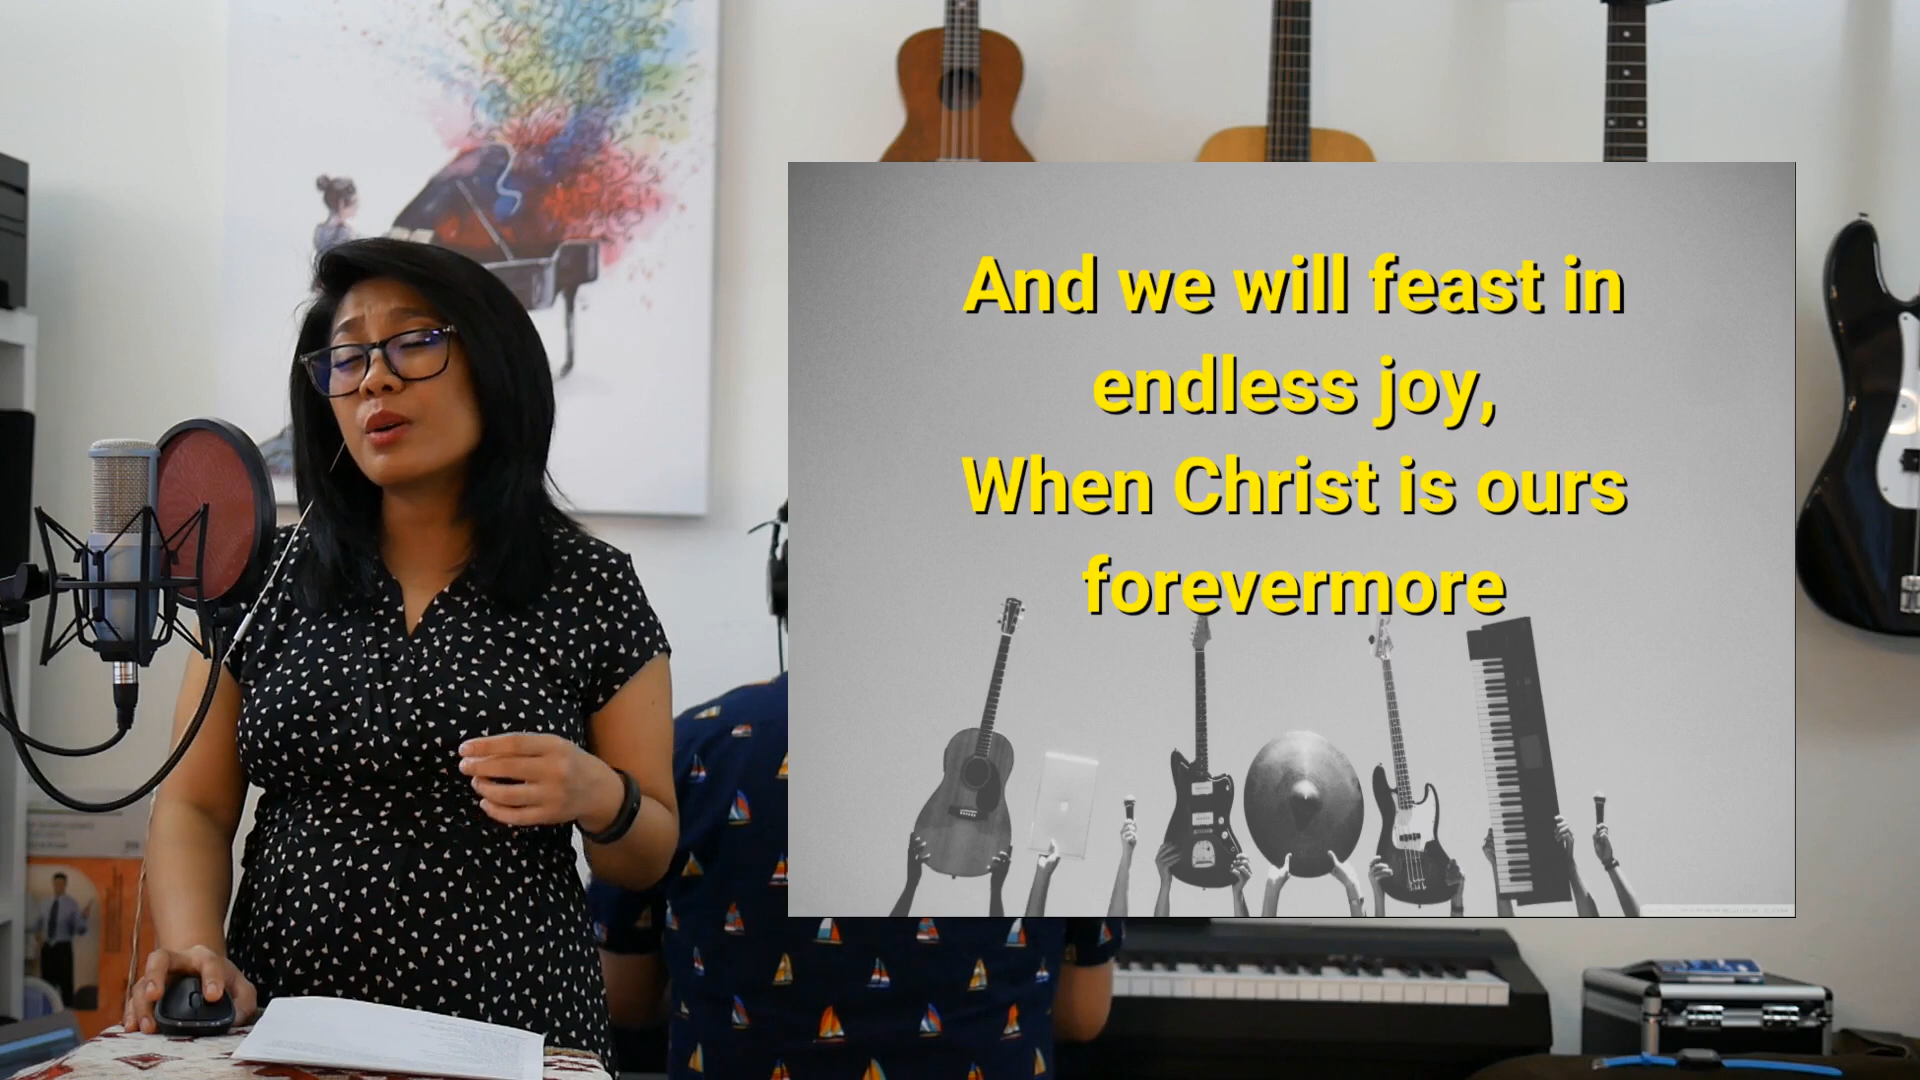 And we will feast in
endless joy,
When Christ is ours
forevermore